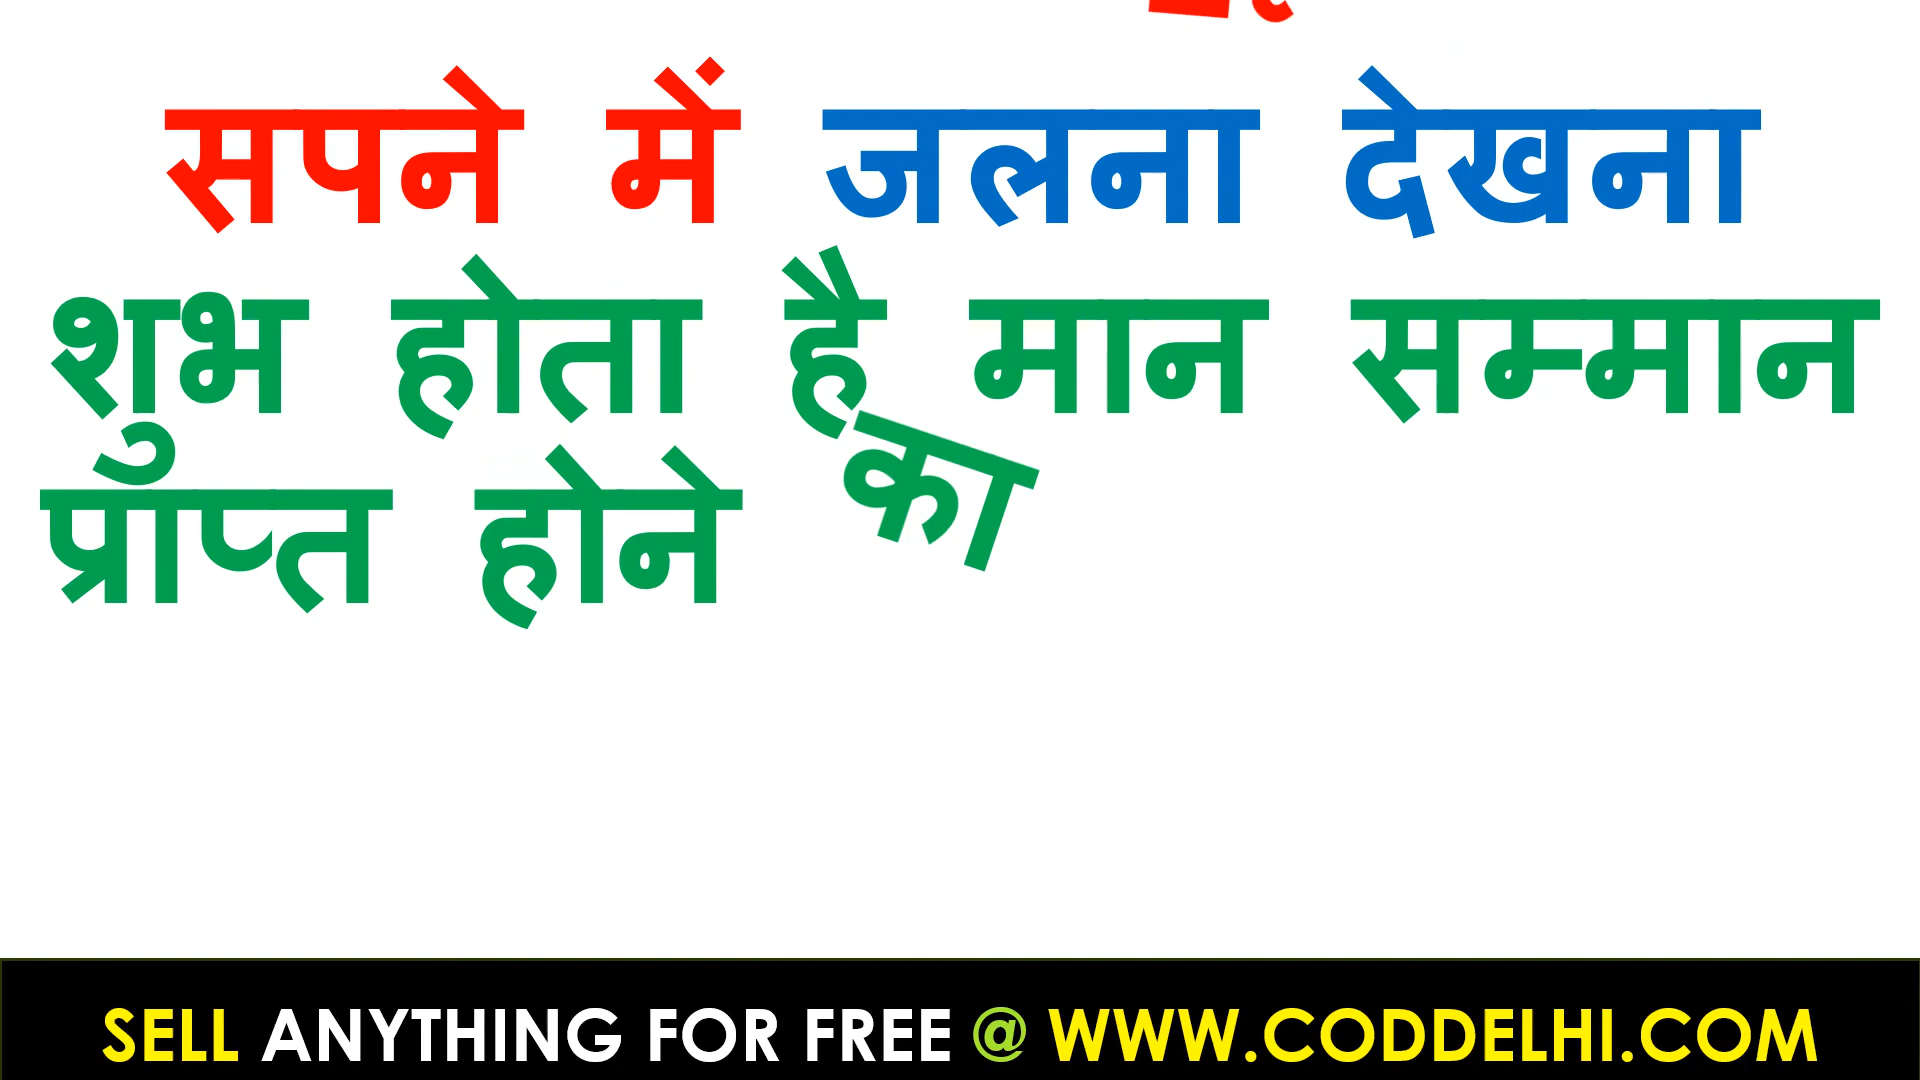 सपने में जलना देखना
शुभ होता है मान सम्मान
प्राप्त होने का
SELL ANYTHING FOR FREE @ WWW.CODDELHI.COM